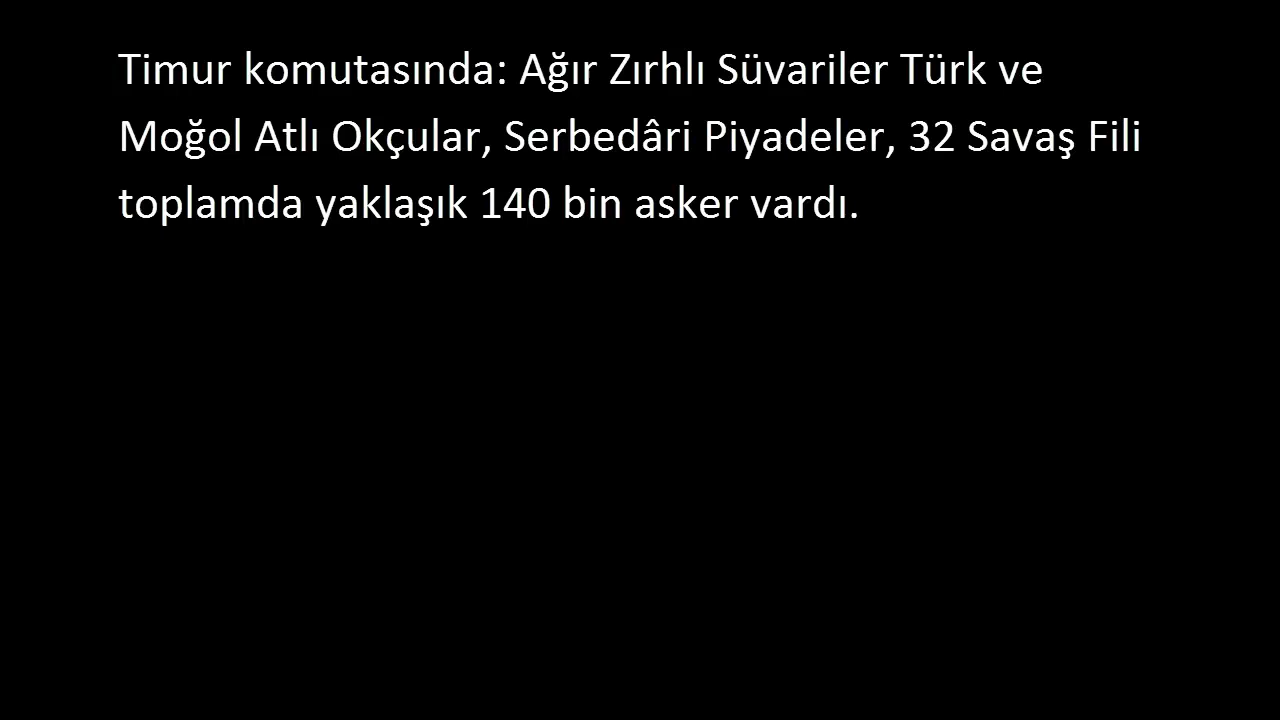 Timur komutasında: Ağır Zırhlı Süvariler Türk ve
Moğol Atlı Okçular, Serbedâri Piyadeler, 32 Savaş Fili
toplamda yaklaşık 140 bin asker vardı.